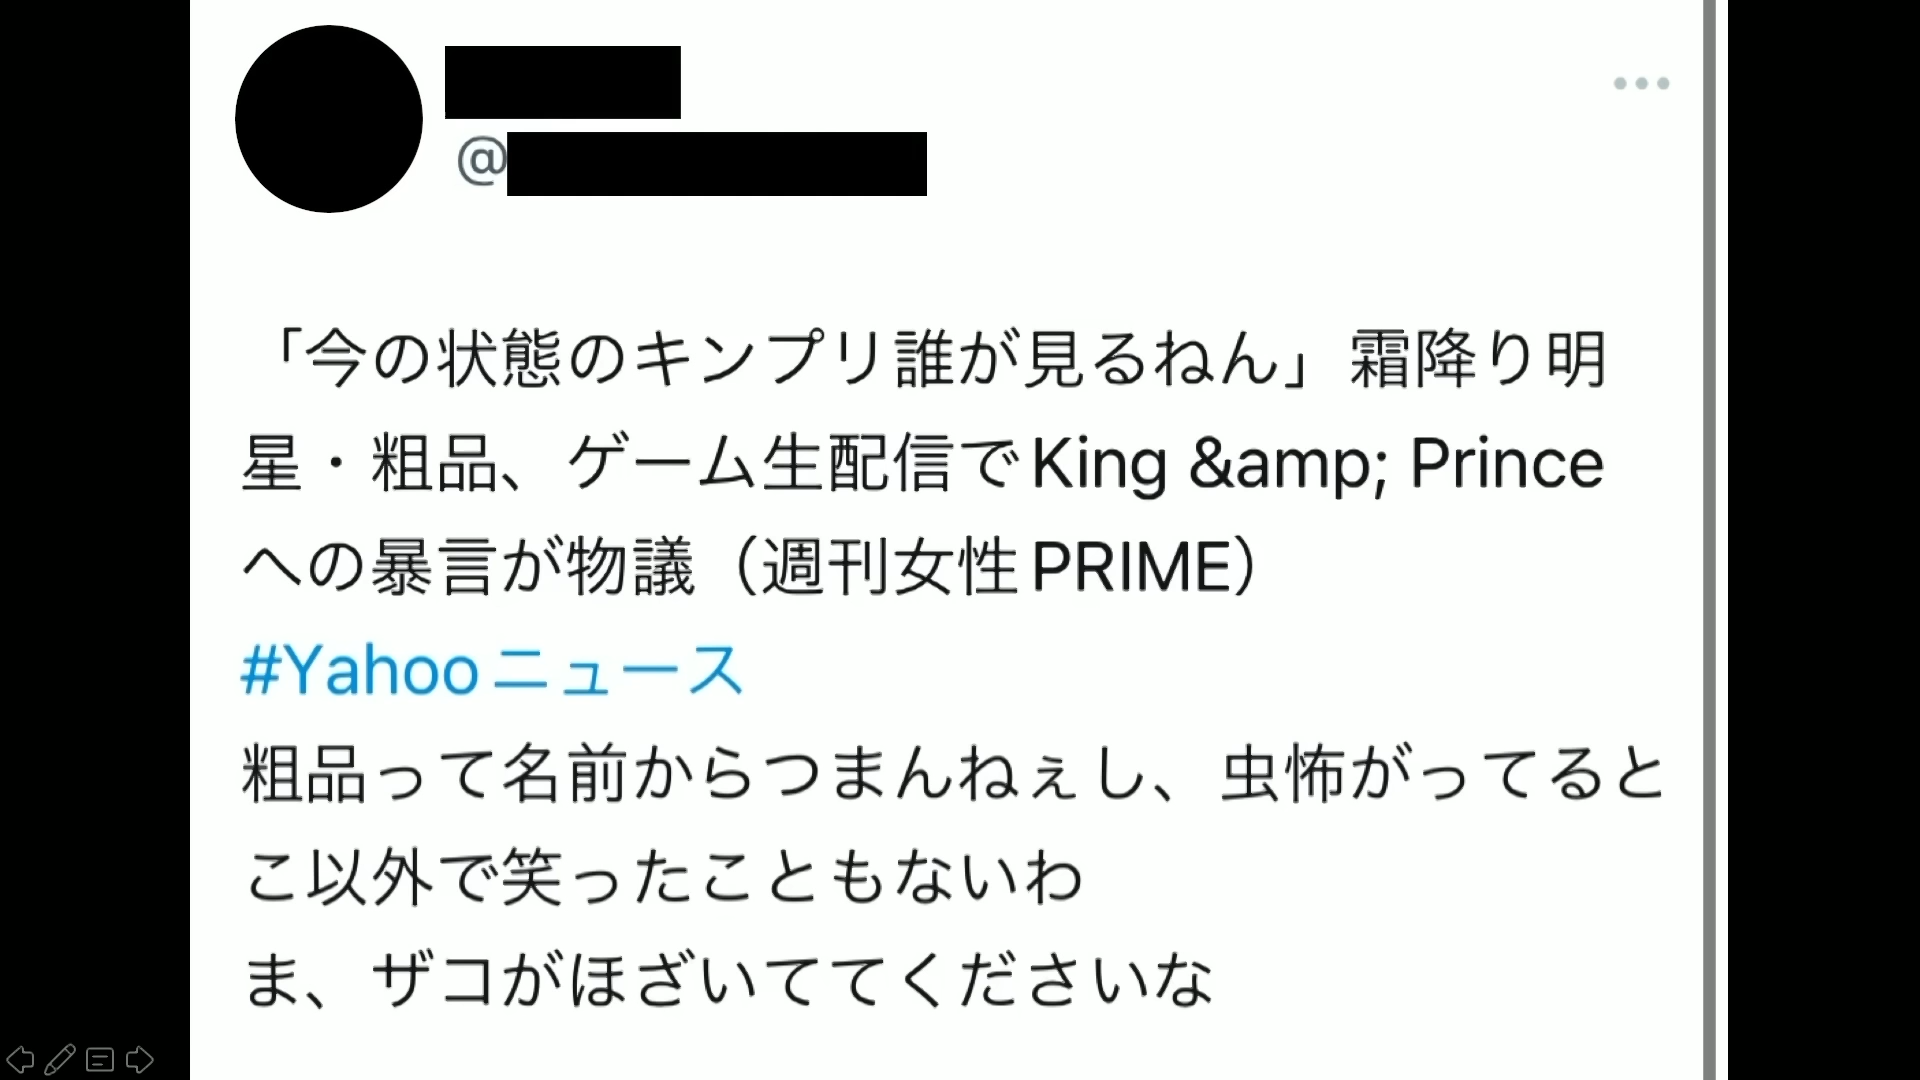 @
「今の状態のキンプリ誰が見るねん」霜降り明
星・粗品、ゲーム生配信でKing &amp; Prince
への暴言が物議（週刊女性PRIME）
#Yahooニュース
粗品って名前からつまんねぇし、虫怖がってると
こ以外で笑ったこともないわ
ま、ザコがほざいててくださいな